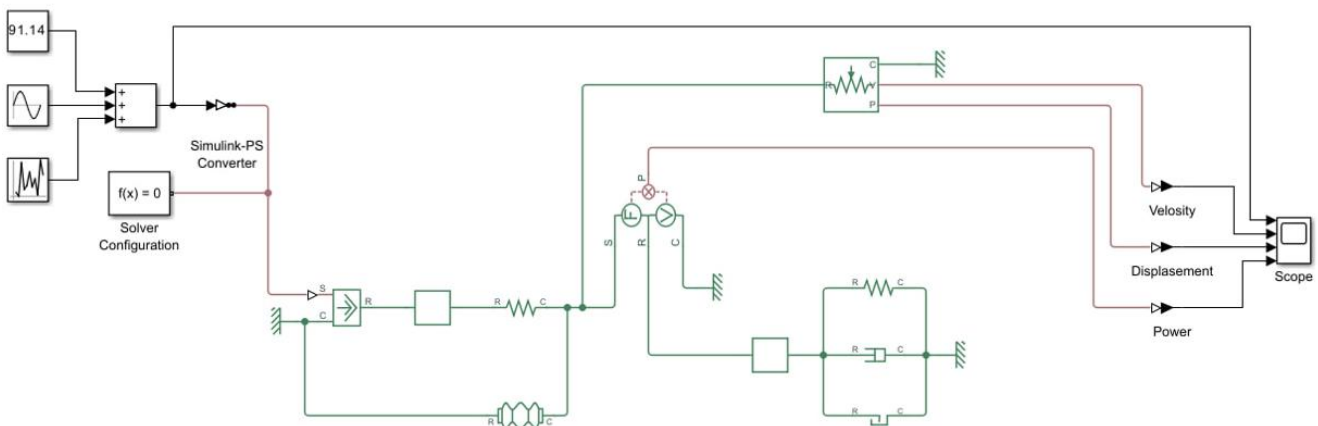 91.14
+
+
+
Simulink-PS
Converter
f(x) = 0
Solver
Configuration
S
C
R
R
C
R
C
S
R
P
F
V
C
R
C
V
P
R
C
R
C
R
C
Velosity
Displasement
Power
Scope